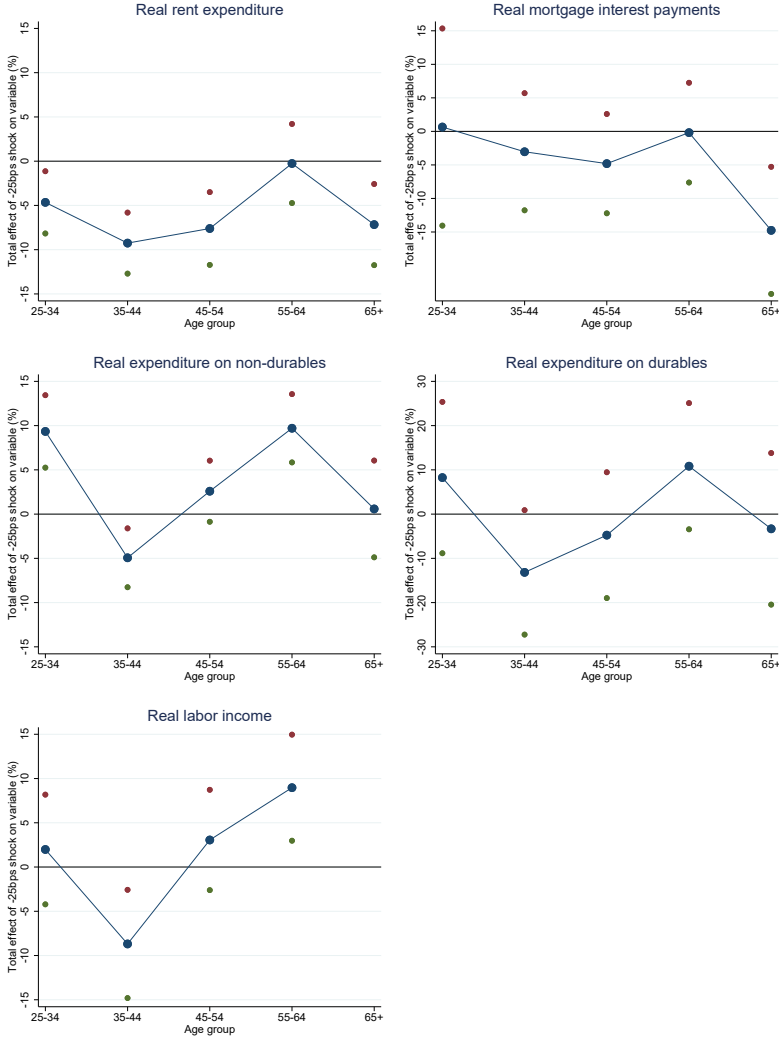 Real rent expenditure
Total effect of -25bps shock on variable (%)
15
10
5
0
-5
-10
-15
25-34 35-44 45-54 55-64 65+
Age group
Real mortgage interest payments
Total effect of -25bps shock on variable (%)
15
10
5
0
-5
-10
-15
25-34 35-44 45-54 55-64 65+
Age group
Real expenditure on non-durables
Total effect of -25bps shock on variable (%)
15
10
5
0
-5
-10
-15
25-34 35-44 45-54 55-64 65+
Age group
Real expenditure on durables
Total effect of -25bps shock on variable (%)
30
20
10
0
-10
-20
-30
25-34 35-44 45-54 55-64 65+
Age group
Real labor income
Total effect of -25bps shock on variable (%)
15
10
5
0
-5
-10
-15
25-34 35-44 45-54 55-64 65+
Age group